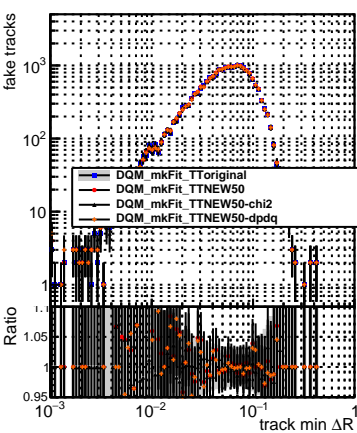 fake tracks
10³
10²
10
1
DQM_mkFit_TToriginal
DQM_mkFit_TTNEW50
DQM_mkFit_TTNEW50-chi2
DQM_mkFit_TTNEW50-dpdq
Ratio
1.1
1.05
1
0.95
10⁻³ 10⁻² 10⁻¹ 1
track min ΔR